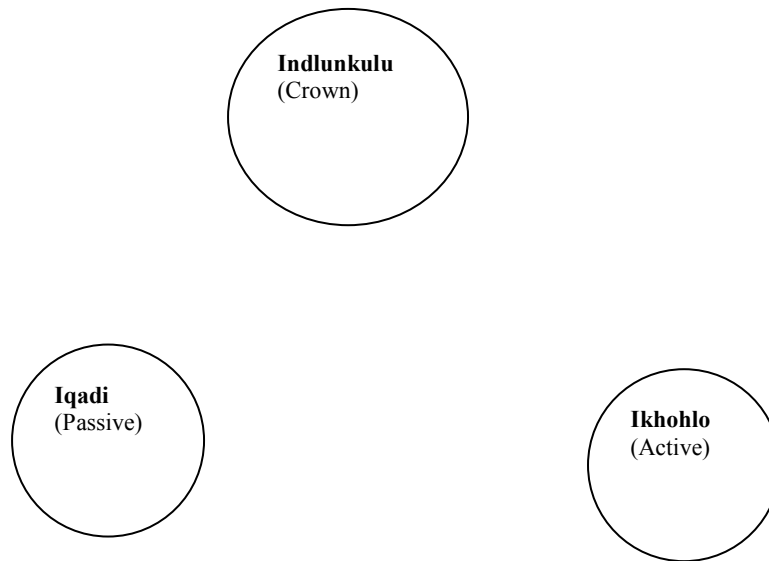 Indlunkulu
(Crown)
Iqadi
(Passive)
Ikhohlo
(Active)